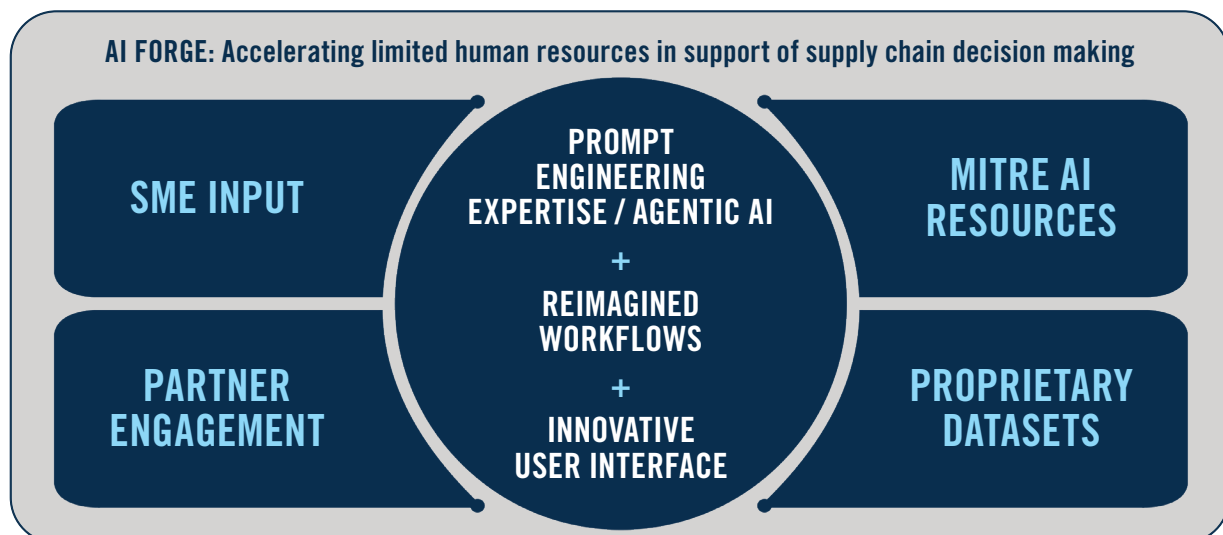 AI FORGE: Accelerating limited human resources in support of supply chain decision making
SME INPUT
PARTNER
ENGAGEMENT
PROMPT
ENGINEERING
EXPERTISE / AGENTIC AI
+
REIMAGINED
WORKFLOWS
+
INNOVATIVE
USER INTERFACE
MITRE AI
RESOURCES
PROPRIETARY
DATASETS